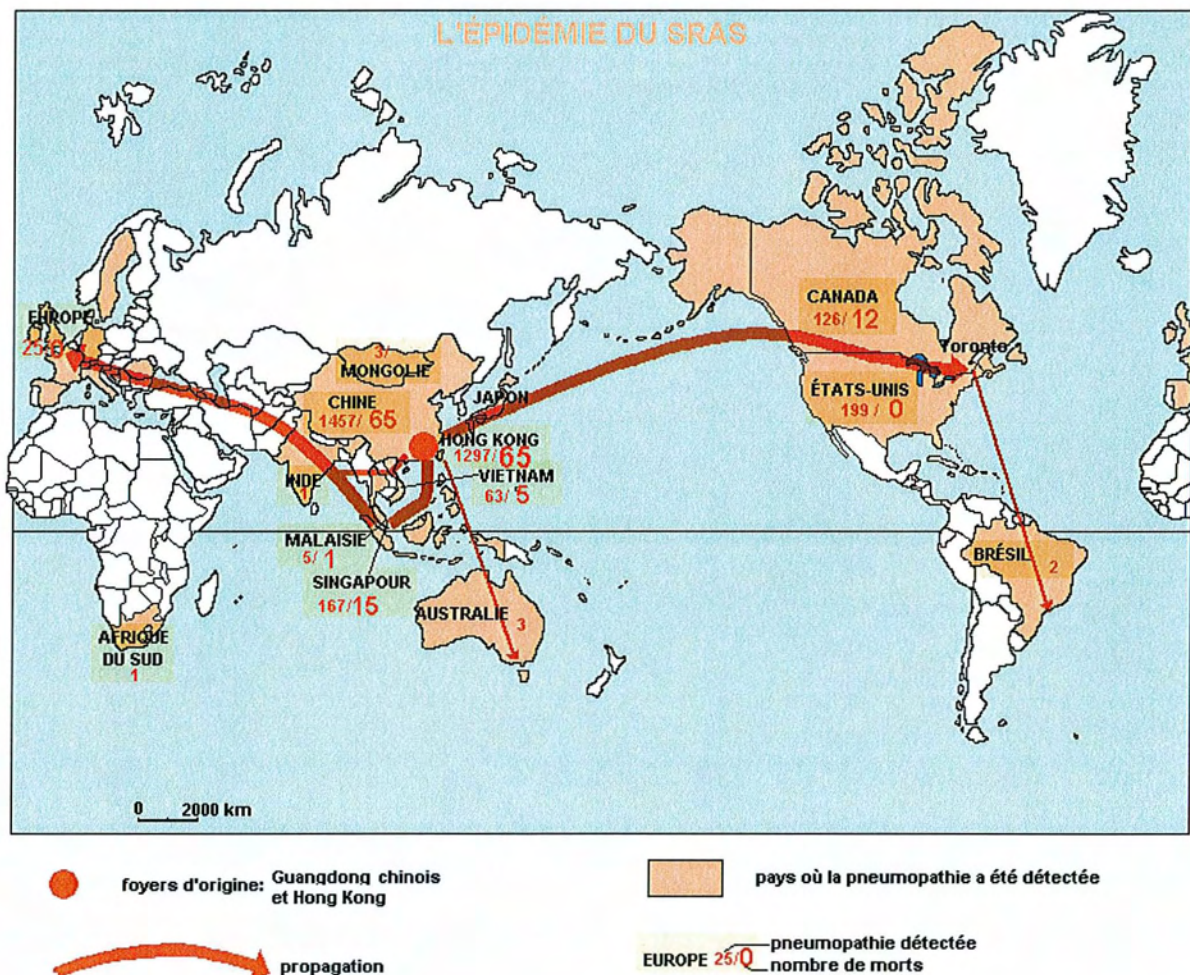 L'ÉPIDÉMIE DU SRAS
EUROPE
25/0
3/
MONGOLIE
CHINE
1457/ 65
JAPON
HONG KONG
1297/65
VIETNAM
63/ 5
INDE
1
MALAISIE
5/ 1
SINGAPOUR
167/15
AUSTRALIE 3
AFRIQUE
DU SUD
1
CANADA
126/ 12
Toronto
ÉTATS-UNIS
199 / 0
BRÉSIL 2
0 2000 km
foyers d'origine: Guangdong chinois
et Hong Kong
pays où la pneumopathie a été détectée
propagation
EUROPE 25/0
pneumopathie détectée
nombre de morts